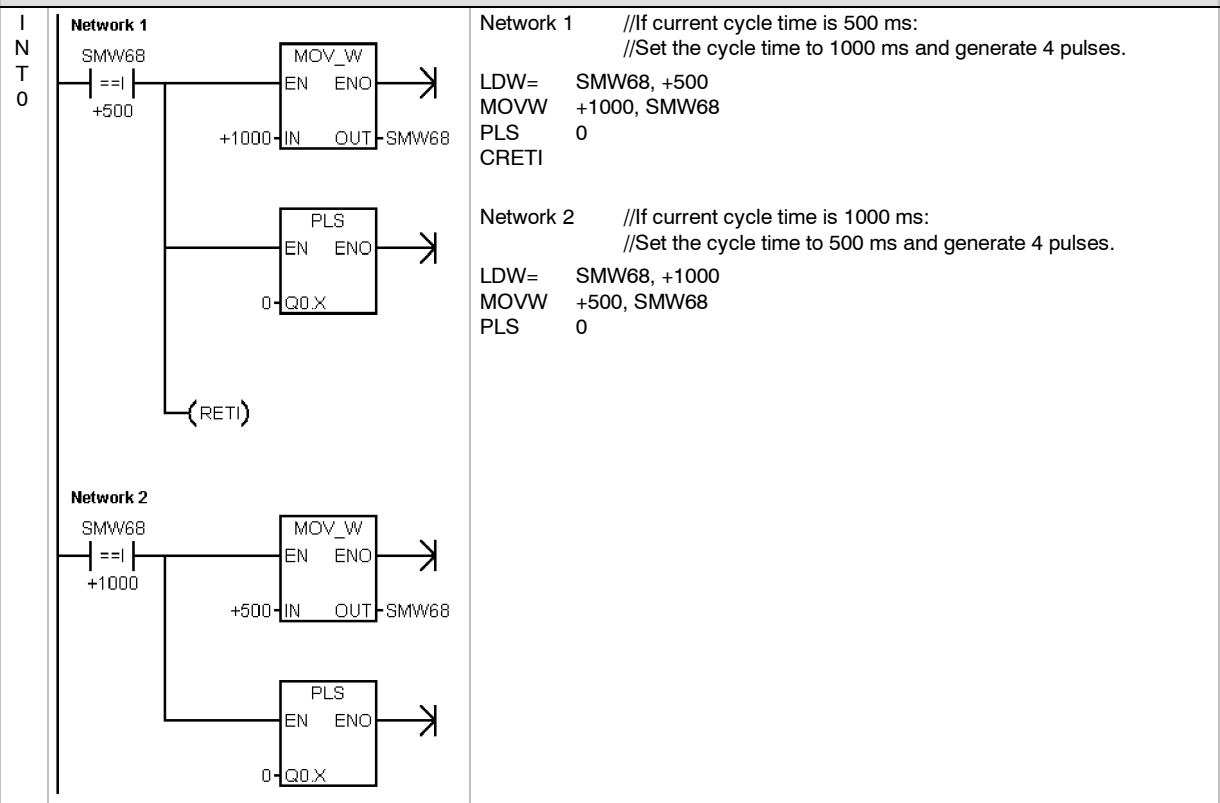 I
N
T
0
Network 1
SMW68
==I
+500
MOV_W
EN ENO
+1000 IN OUT SMW68
PLS
EN ENO
0 Q0.X
(RETI)
Network 2
SMW68
==I
+1000
MOV_W
EN ENO
+500 IN OUT SMW68
PLS
EN ENO
0 Q0.X
Network 1 //If current cycle time is 500 ms:
//Set the cycle time to 1000 ms and generate 4 pulses.
LDW= SMW68, +500
MOVW +1000, SMW68
PLS 0
CRETI
Network 2 //If current cycle time is 1000 ms:
//Set the cycle time to 500 ms and generate 4 pulses.
LDW= SMW68, +1000
MOVW +500, SMW68
PLS 0